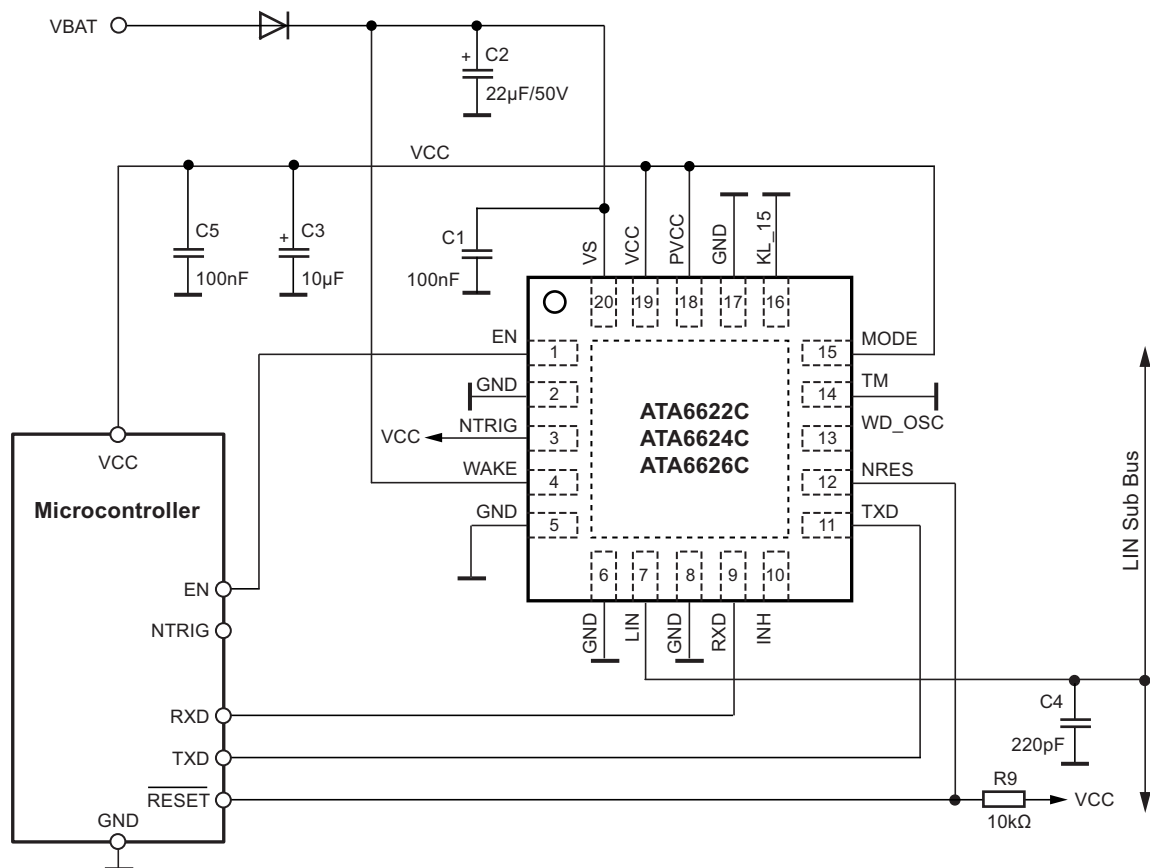 VBAT
+
C2
22µF/50V
VCC
C5
100nF
+
C3
10µF
C1
100nF
VS
VCC
PVCC
GND
KL_15
20
19
18
17
16
EN
1
GND
2
VCC
NTRIG
3
WAKE
4
GND
5
ATA6622C
ATA6624C
ATA6626C
15
MODE
14
TM
13
WD_OSC
12
NRES
11
TXD
6
7
8
9
10
GND
LIN
GND
RXD
INH
LIN Sub Bus
VCC
Microcontroller
EN
NTRIG
RXD
TXD
RESET
GND
C4
220pF
R9
10kΩ
VCC